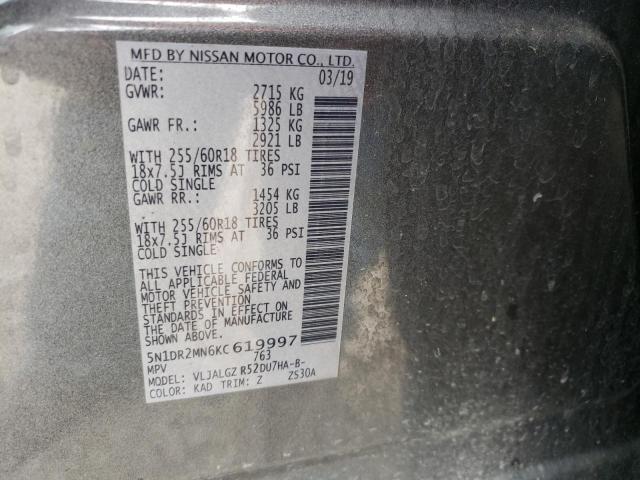 MFD BY NISSAN MOTOR CO., LTD.
DATE: 03/19
GVWR: 2715 KG
5986 LB
GAWR FR.: 1325 KG
2921 LB
WITH 255/60R18 TIRES
18x7.5J RIMS AT 36 PSI
COLD SINGLE
GAWR RR.: 1454 KG
3205 LB
WITH 255/60R18 TIRES
18x7.5J RIMS AT 36 PSI
COLD SINGLE
THIS VEHICLE CONFORMS TO
ALL APPLICABLE FEDERAL
MOTOR VEHICLE SAFETY AND
THEFT PREVENTION
STANDARDS IN EFFECT ON
THE DATE OF MANUFACTURE
SHOWN ABOVE.
5N1DR2MN6KC619997
MPV 763
MODEL: VLJALGZ R52DU7HA-B-
COLOR: KAD TRIM: Z ZS30A